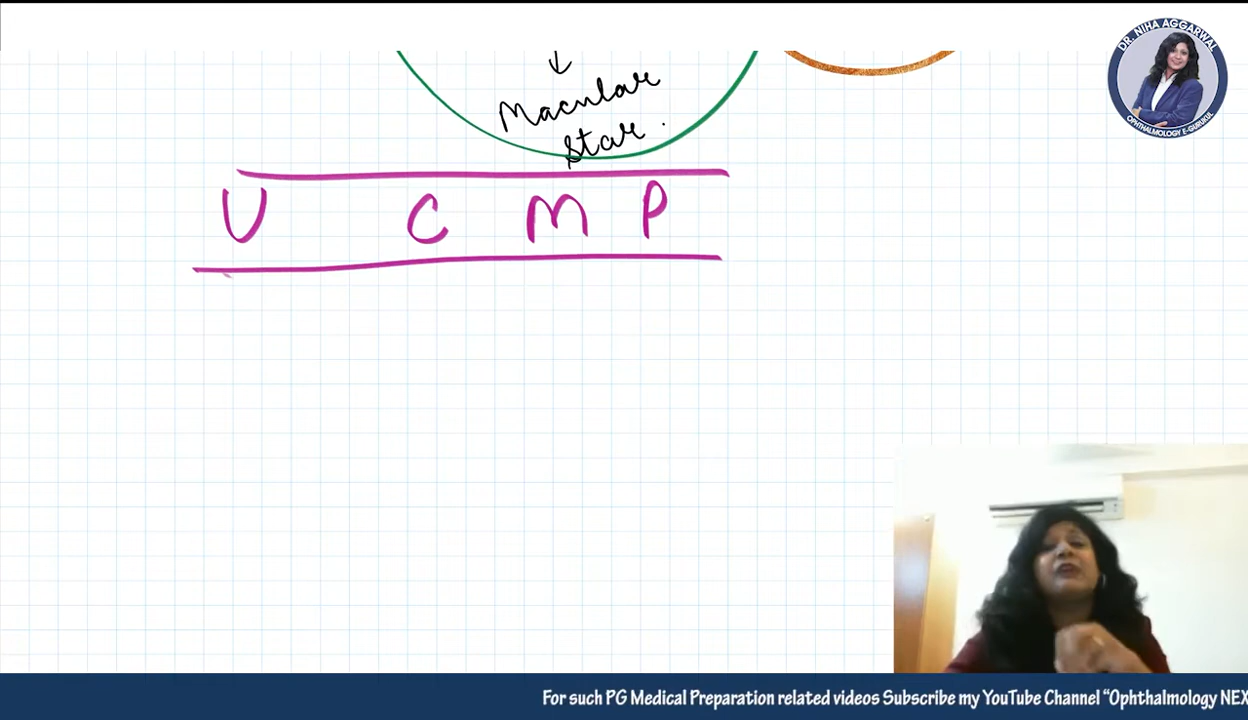 DR. NIHA AGGARWAL
OPHTHALMOLOGY E-GURUKUL
↓
Macular
Star.
U C M P
For such PG Medical Preparation related videos Subscribe my YouTube Channel “Ophthalmology NEX